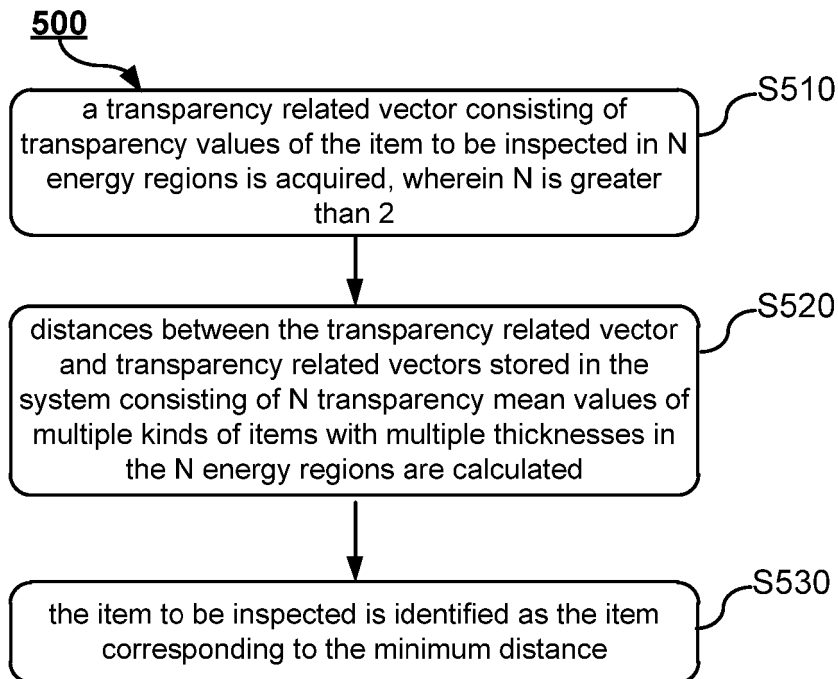 500
S510
a transparency related vector consisting of
transparency values of the item to be inspected in N
energy regions is acquired, wherein N is greater
than 2
S520
distances between the transparency related vector
and transparency related vectors stored in the
system consisting of N transparency mean values of
multiple kinds of items with multiple thicknesses in
the N energy regions are calculated
S530
the item to be inspected is identified as the item
corresponding to the minimum distance